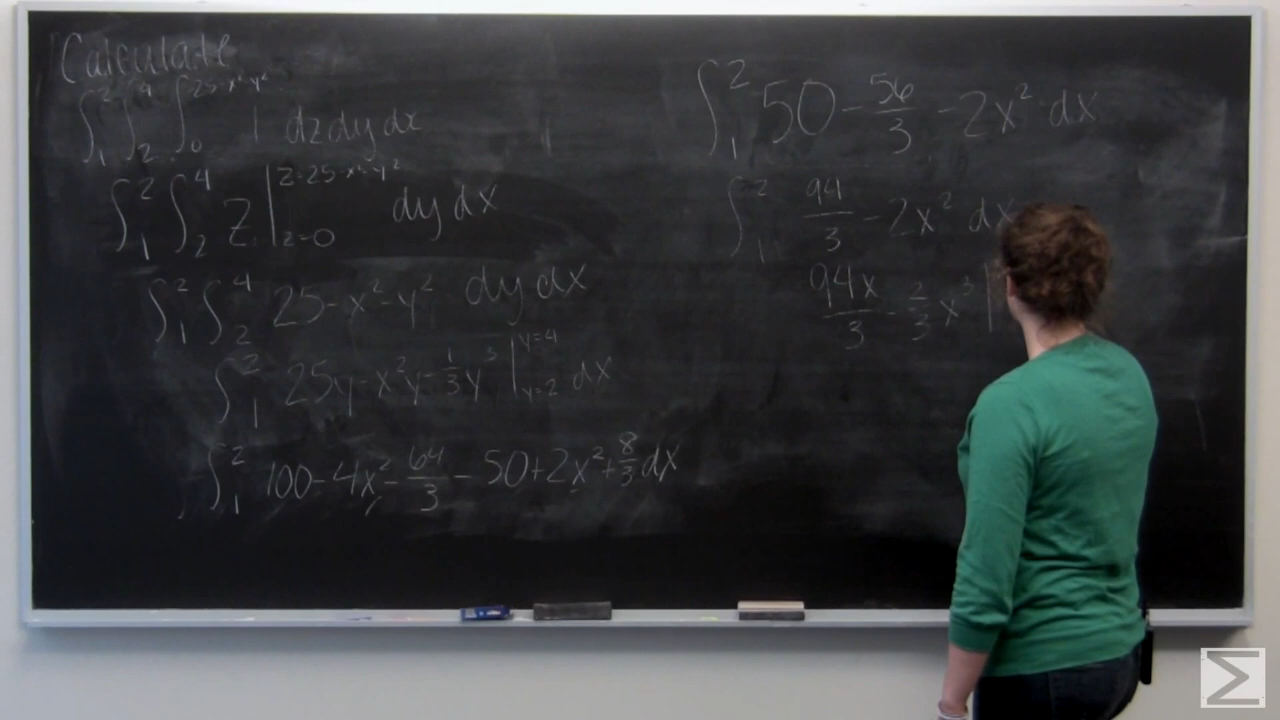 Calculate
∫₁² ∫₂⁴ ∫₀^(25-x²-y²) 1 dz dy dx
∫₁² ∫₂⁴ z |_(z=0)^(z=25-x²-y²) dy dx
∫₁² ∫₂⁴ 25-x²-y² dy dx
∫₁² 25y-x²y-1/3y³ |_(y=2)^(y=4) dx
∫₁² 100-4x²-64/3-50+2x²+8/3 dx
∫₁² 50-56/3-2x² dx
∫₁² 94/3-2x² dx
94x/3-2/3x³ |
Σ